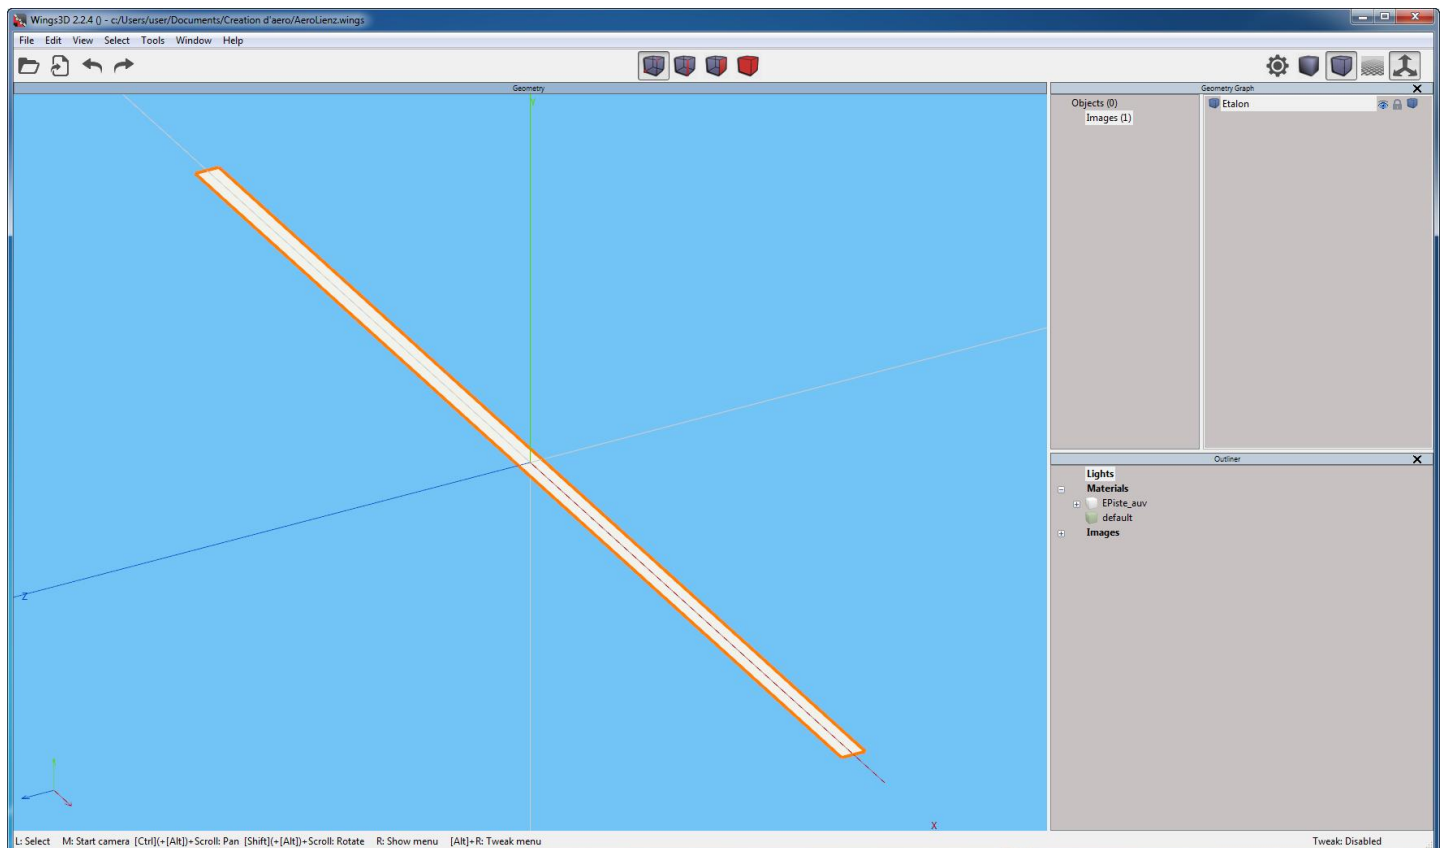 Wings3D 2.2.4 () - c:/Users/user/Documents/Creation d'aero/AeroLienz.wings
File Edit View Select Tools Window Help
Geometry
Y
Z
X
Geometry Graph
Objects (0)
Images (1)
Etalon
Outliner
Lights
Materials
EPiste_auv
default
Images
L: Select M: Start camera [Ctrl](+[Alt])+Scroll: Pan [Shift](+[Alt])+Scroll: Rotate R: Show menu [Alt]+R: Tweak menu
Tweak: Disabled